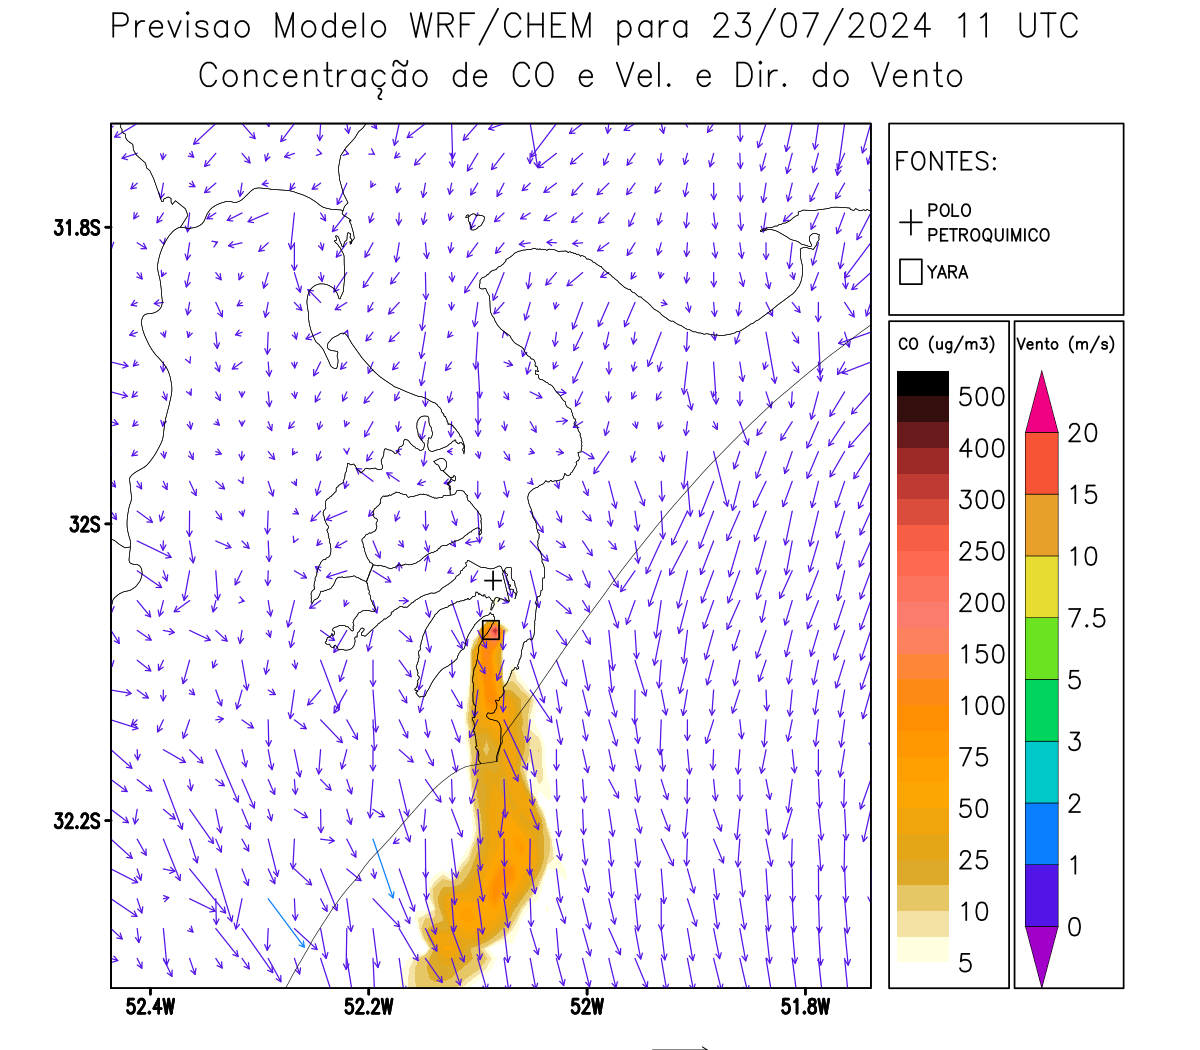 Previsao Modelo WRF/CHEM para 23/07/2024 11 UTC
Concentração de CO e Vel. e Dir. do Vento
FONTES:
POLO
PETROQUIMICO
YARA
CO (ug/m3)
500
400
300
250
200
150
100
75
50
25
10
5
Vento (m/s)
20
15
10
7.5
5
3
2
1
0
31.8S
32S
32.2S
52.4W
52.2W
52W
51.8W